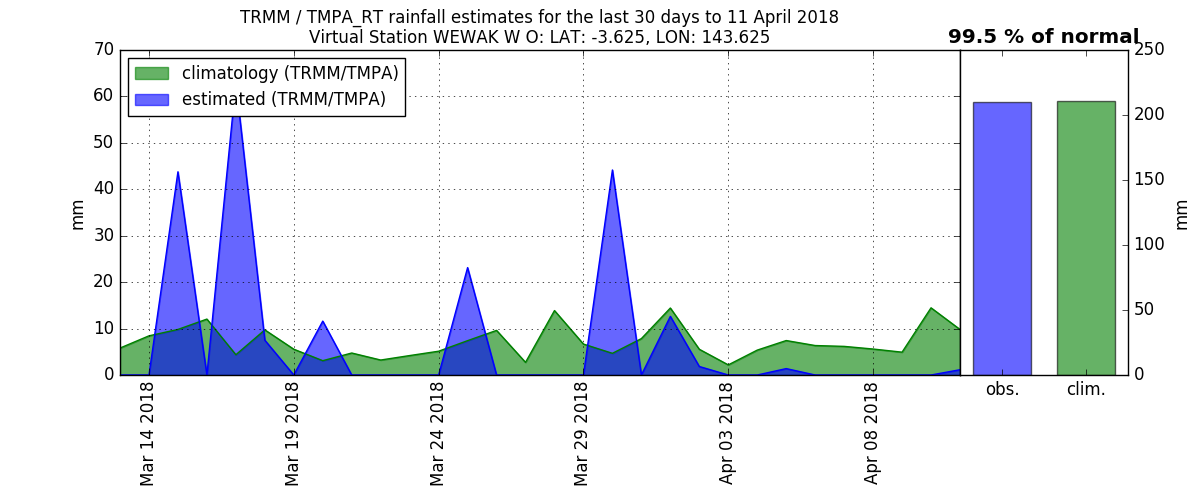 TRMM / TMPA_RT rainfall estimates for the last 30 days to 11 April 2018
Virtual Station WEWAK W O: LAT: -3.625, LON: 143.625
99.5 % of normal
climatology (TRMM/TMPA)
estimated (TRMM/TMPA)
70
60
50
40
30
20
10
0
mm
Mar 14 2018
Mar 19 2018
Mar 24 2018
Mar 29 2018
Apr 03 2018
Apr 08 2018
250
200
150
100
50
0
mm
obs.
clim.